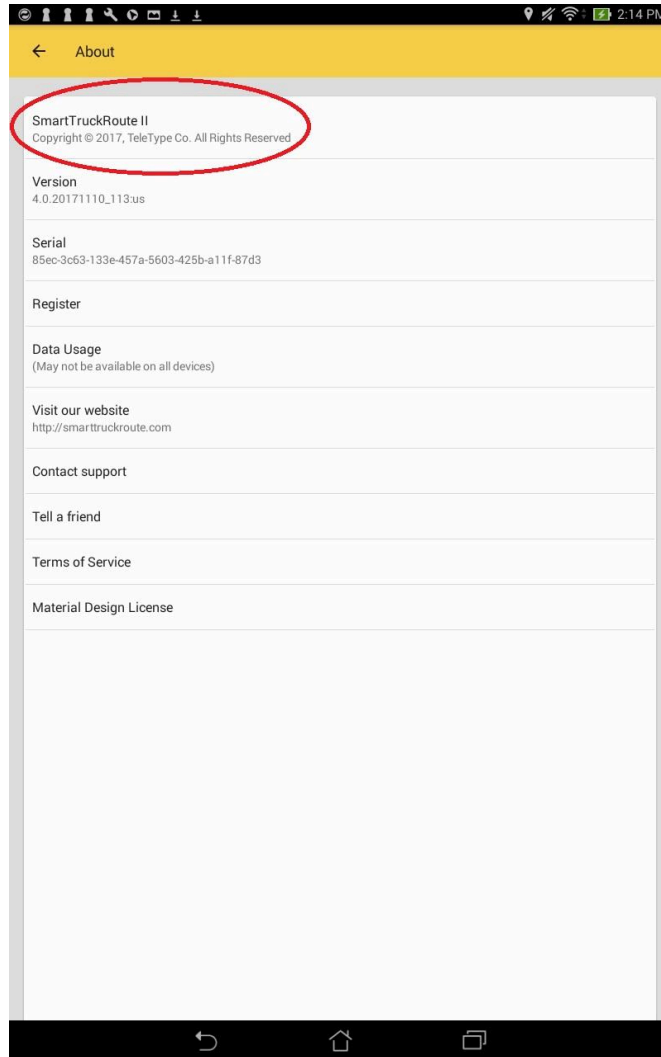 2:14 PM
About
SmartTruckRoute II
Copyright © 2017, TeleType Co. All Rights Reserved
Version
4.0.20171110_113:us
Serial
85ec-3c63-133e-457a-5603-425b-a11f-87d3
Register
Data Usage
(May not be available on all devices)
Visit our website
http://smarttruckroute.com
Contact support
Tell a friend
Terms of Service
Material Design License